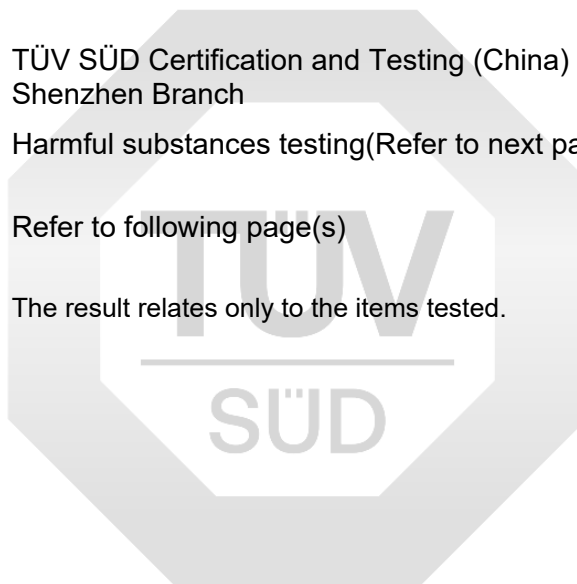 TÜV SÜD Certification and Testing (China)
Shenzhen Branch
Harmful substances testing(Refer to next
Refer to following page(s)
TÜV
The result relates only to the items tested.
SÜD